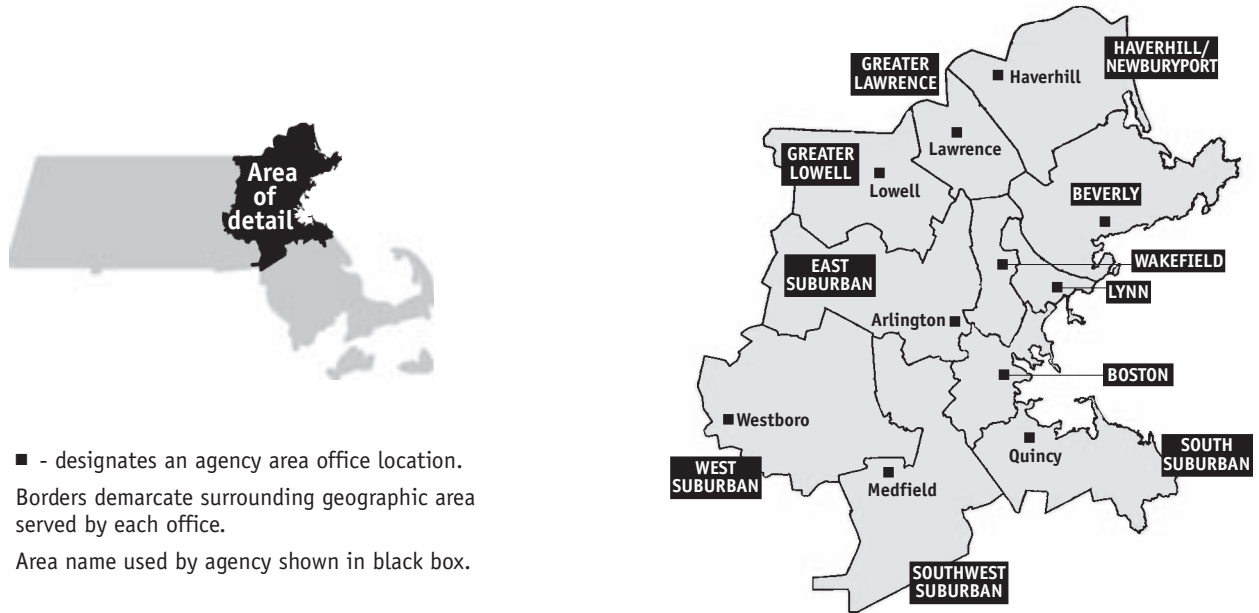 Area
of
detail
■ - designates an agency area office location.
Borders demarcate surrounding geographic area
served by each office.
Area name used by agency shown in black box.
HAVERHILL/
NEWBURYPORT
GREATER
LAWRENCE
Haverhill
Lawrence
GREATER
LOWELL
Lowell
BEVERLY
WAKEFIELD
EAST
SUBURBAN
LYNN
Arlington
BOSTON
Westboro
SOUTH
SUBURBAN
Quincy
WEST
SUBURBAN
Medfield
SOUTHWEST
SUBURBAN